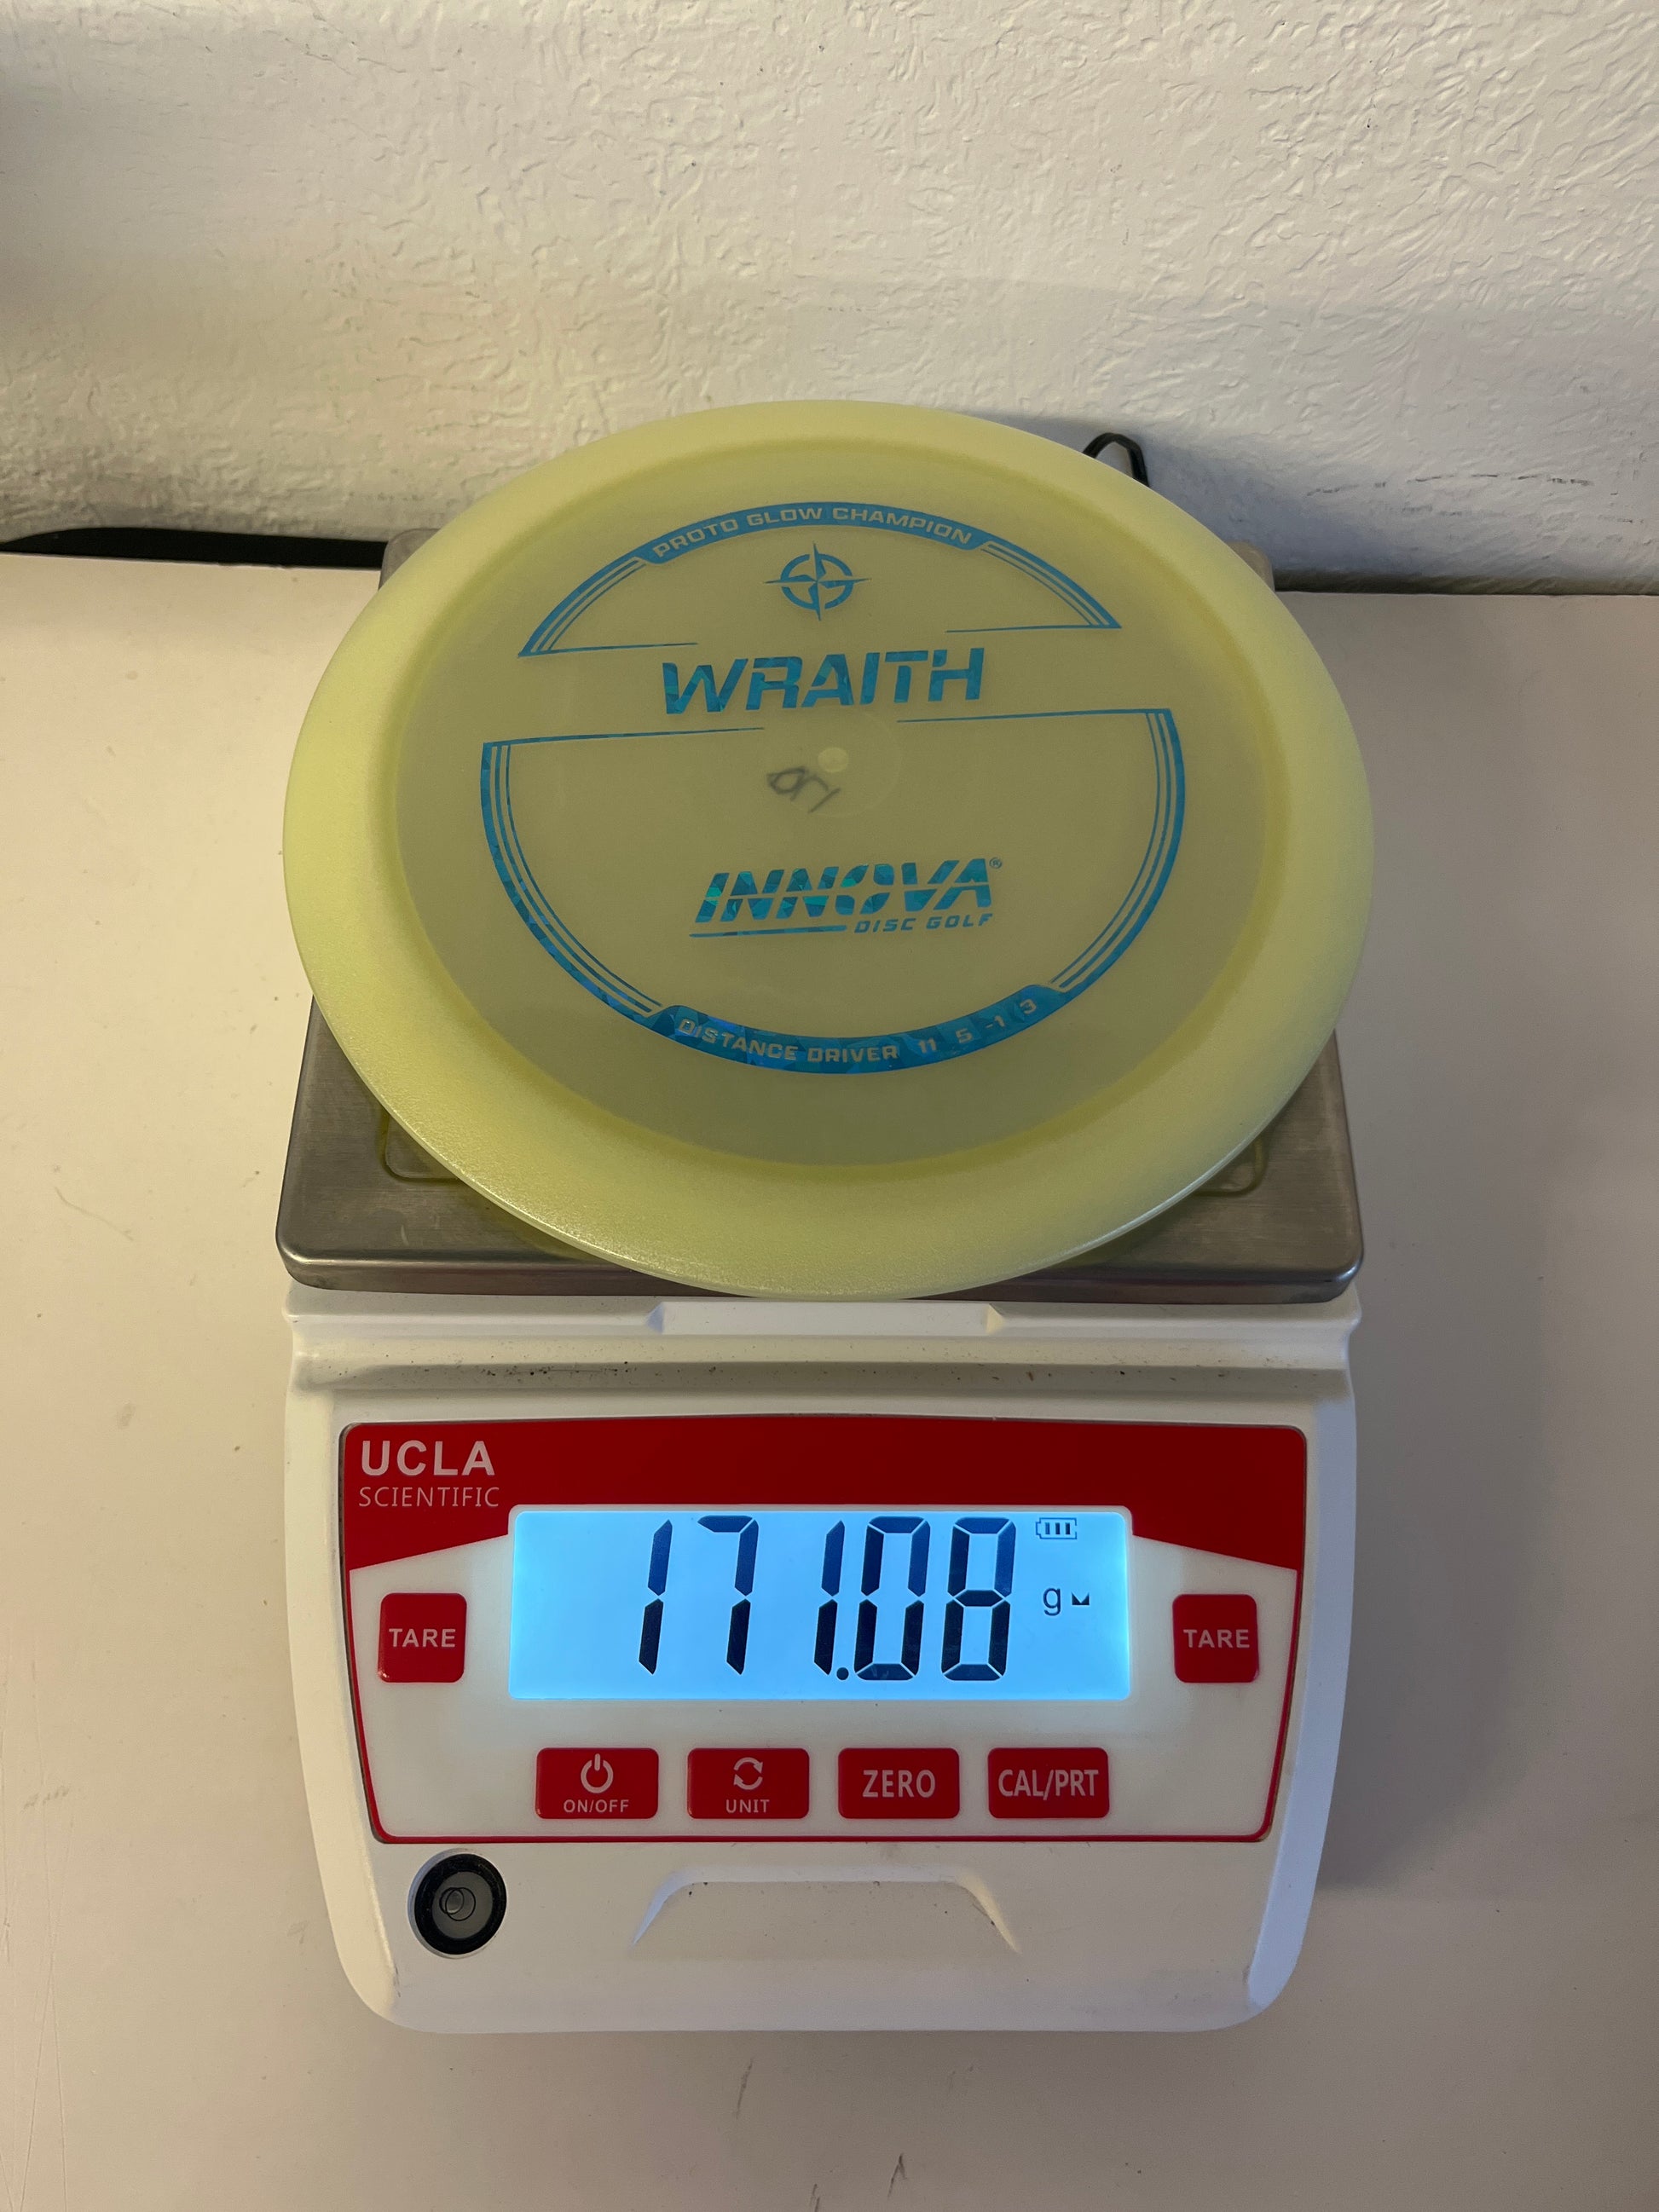 PROTO GLOW CHAMPION
WRAITH
INNOVA®
DISC GOLF
DISTANCE DRIVER 11 5 -1 3
UCLA
SCIENTIFIC
171.08 g
TARE
TARE
ON/OFF
UNIT
ZERO
CAL/PRT